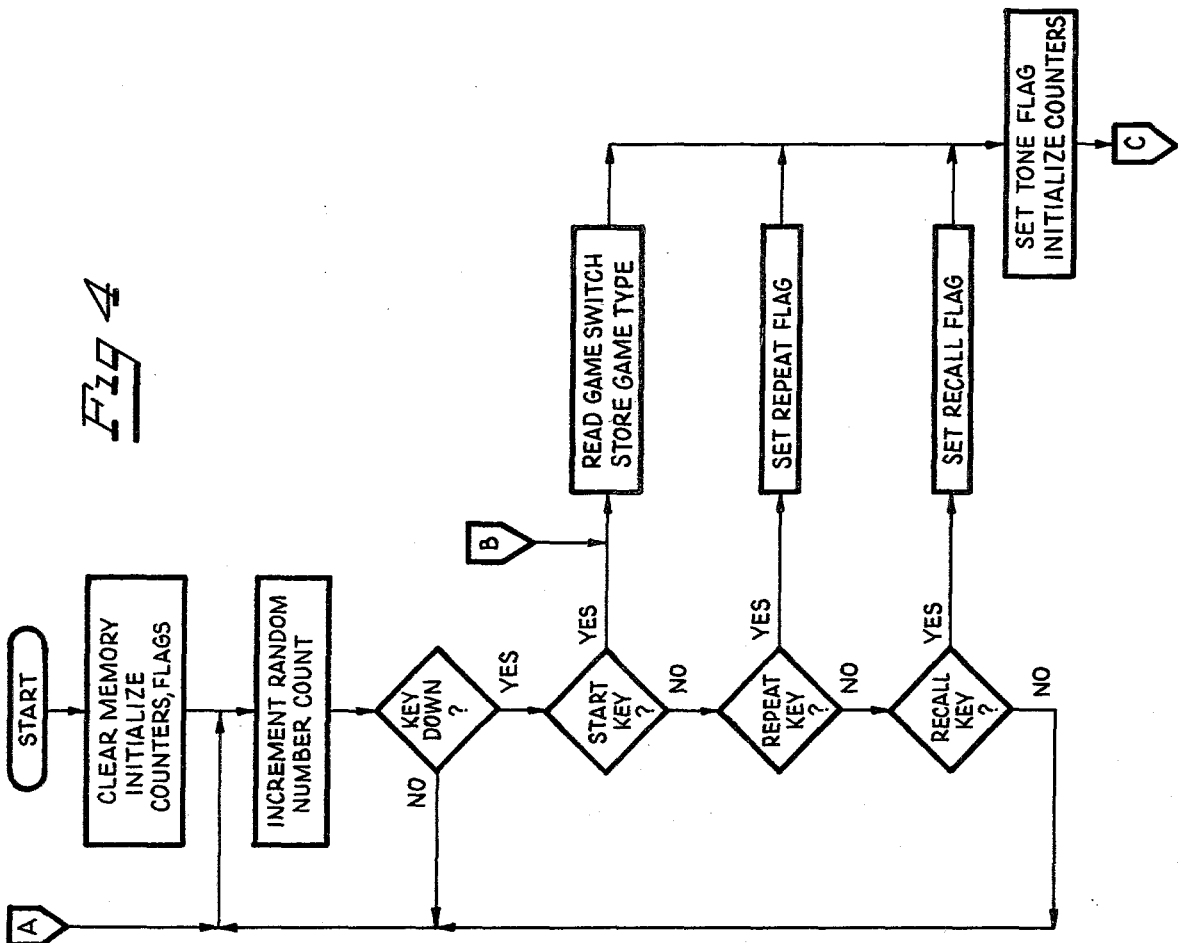 Fig 4
START
CLEAR MEMORY
INITIALIZE
COUNTERS, FLAGS
A
INCREMENT RANDOM
NUMBER COUNT
KEY
DOWN
?
NO
YES
B
START
KEY
?
YES
NO
READ GAME SWITCH
STORE GAME TYPE
REPEAT
KEY
?
YES
NO
SET REPEAT FLAG
RECALL
KEY
?
YES
NO
SET RECALL FLAG
SET TONE FLAG
INITIALIZE COUNTERS
C